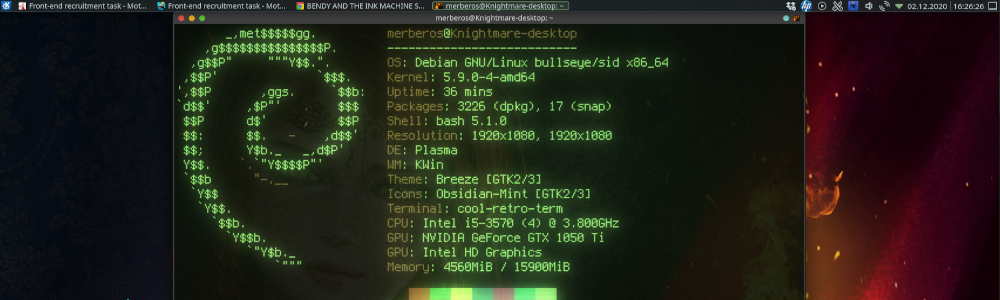 Front-end recruitment task - Mot... Front-end recruitment task - Mot... BENDY AND THE INK MACHINE S... merberos@Knightmare-desktop: ~ hp 02.12.2020 16:26:26
merberos@Knightmare-desktop: ~
_,met$$$$$gg.
,g$$$$$$$$$$$$$$$P.
,g$$P" """Y$$.".
,$$P' `$$$.
',$$P ,ggs. `$$b:
`d$$' ,$P"' $$$
$$P d$' $$P
$$: $$. - ,d$$'
$$; Y$b._ _,d$P'
Y$$. `"Y$$$$P"'
`$$b "-.__
`Y$$
`Y$$.
`$$b.
`Y$$b.
`"Y$b._
`"""
merberos@Knightmare-desktop
---------------------------
OS: Debian GNU/Linux bullseye/sid x86_64
Kernel: 5.9.0-4-amd64
Uptime: 36 mins
Packages: 3226 (dpkg), 17 (snap)
Shell: bash 5.1.0
Resolution: 1920x1080, 1920x1080
DE: Plasma
WM: KWin
Theme: Breeze [GTK2/3]
Icons: Obsidian-Mint [GTK2/3]
Terminal: cool-retro-term
CPU: Intel i5-3570 (4) @ 3.800GHz
GPU: NVIDIA GeForce GTX 1050 Ti
GPU: Intel HD Graphics
Memory: 4560MiB / 15900MiB